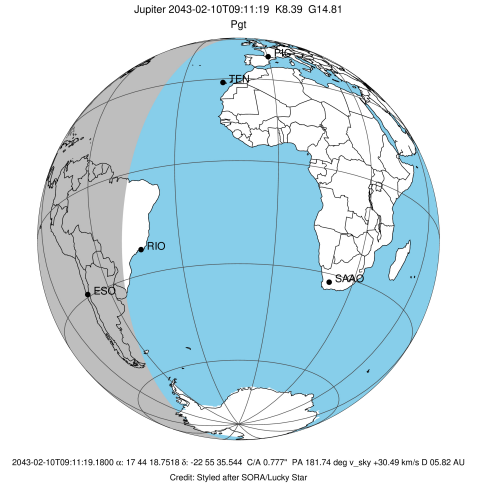 Jupiter 2043-02-10T09:11:19 K8.39 G14.81
Pgt
PIC
TEN
RIO
SAAO
ESO
2043-02-10T09:11:19.1800 α: 17 44 18.7518 δ: -22 55 35.544 C/A 0.777" PA 181.74 deg v_sky +30.49 km/s D 05.82 AU
Credit: Styled after SORA/Lucky Star